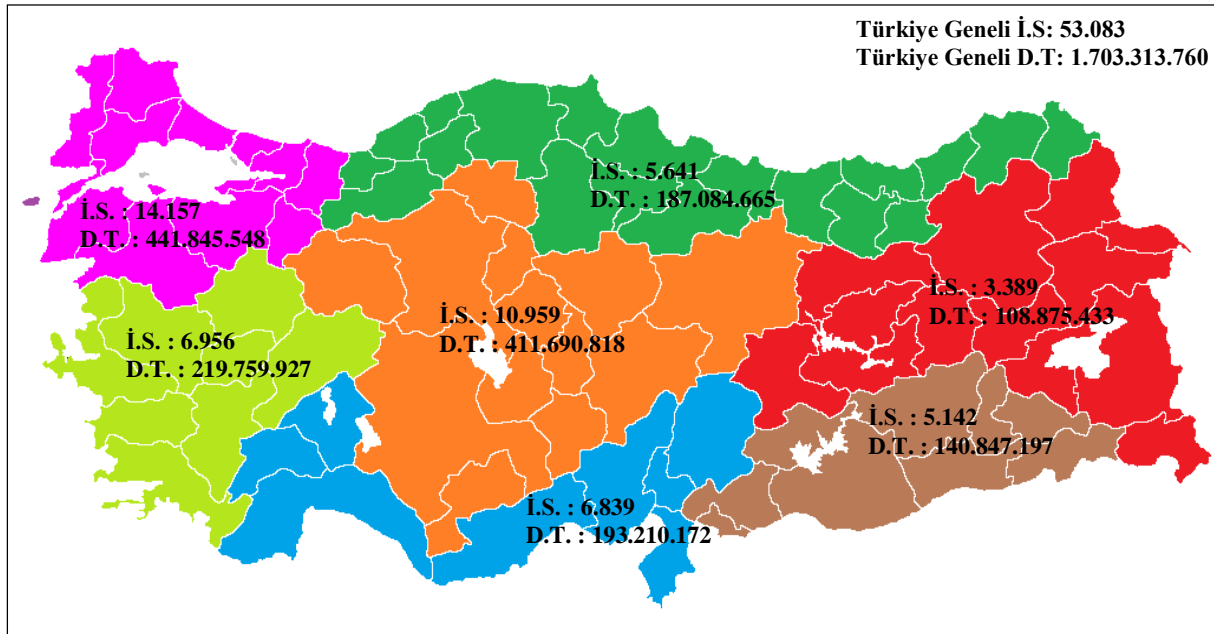 Türkiye Geneli İ.S: 53.083
Türkiye Geneli D.T: 1.703.313.760
İ.S. : 5.641
D.T. : 187.084.665
İ.S. : 14.157
D.T. : 441.845.548
İ.S. : 3.389
D.T. : 108.875.433
İ.S. : 10.959
D.T. : 411.690.818
İ.S. : 6.956
D.T. : 219.759.927
İ.S. : 5.142
D.T. : 140.847.197
İ.S. : 6.839
D.T. : 193.210.172